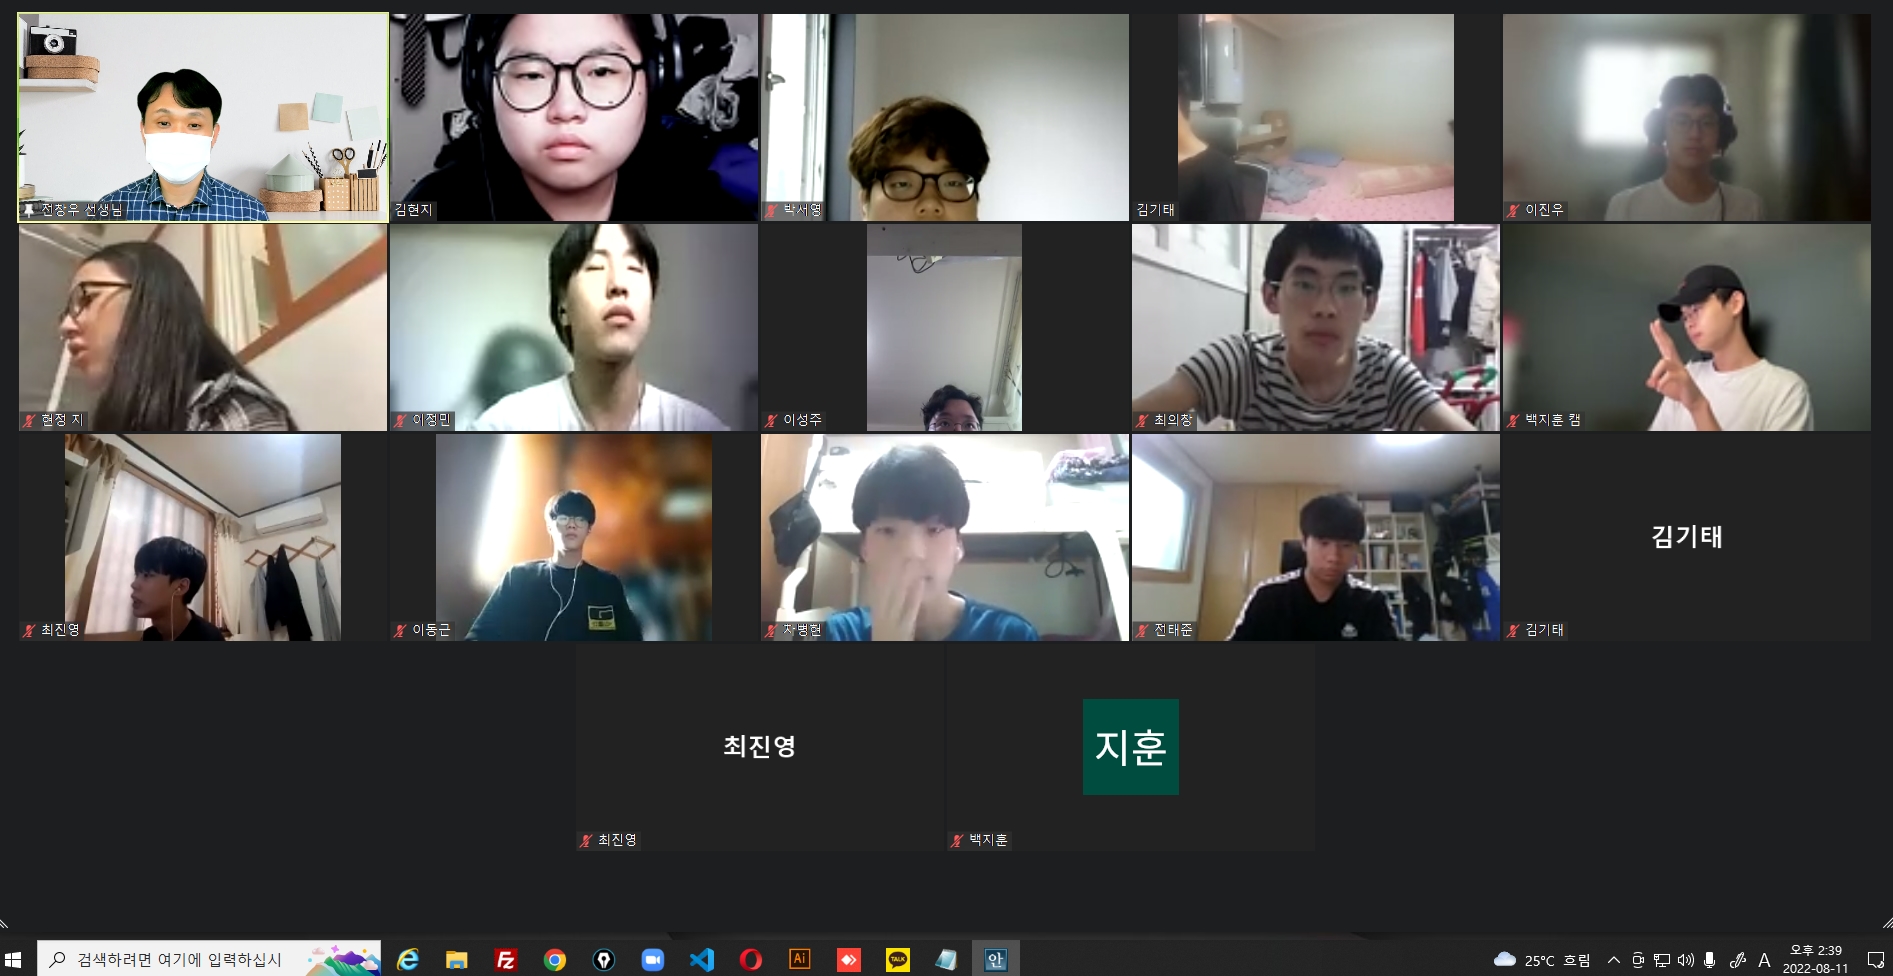 전창우 선생님
김현지
박서영
김기태
이진우
현정 지
이정민
이성주
최의창
백지훈 캠
최진영
이동근
차병현
전태준
김기태
김기태
최진영
지훈
최진영
백지훈
검색하려면 여기에 입력하십시
Fz
Ai
TALK
안
25°C 흐림
A
오후 2:39
2022-08-11